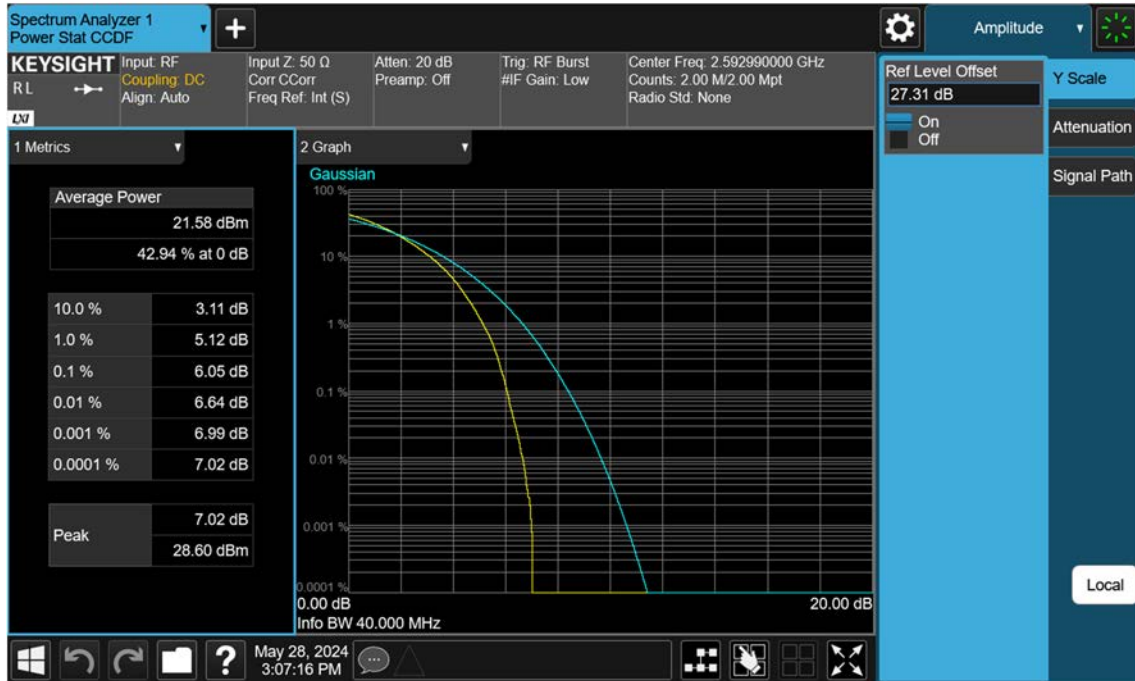 Spectrum Analyzer 1
Power Stat CCDF
Amplitude
KEYSIGHT
R L
LXI
Input: RF
Coupling: DC
Align: Auto
Input Z: 50 Ω
Corr CCorr
Freq Ref: Int (S)
Atten: 20 dB
Preamp: Off
Trig: RF Burst
#IF Gain: Low
Center Freq: 2.592990000 GHz
Counts: 2.00 M/2.00 Mpt
Radio Std: None
Ref Level Offset
27.31 dB
On
Off
Y Scale
Attenuation
Signal Path
1 Metrics
Average Power
21.58 dBm
42.94 % at 0 dB
10.0 % 3.11 dB
1.0 % 5.12 dB
0.1 % 6.05 dB
0.01 % 6.64 dB
0.001 % 6.99 dB
0.0001 % 7.02 dB
Peak
7.02 dB
28.60 dBm
2 Graph
Gaussian
100 %
10 %
1 %
0.1 %
0.01 %
0.001 %
0.0001 %
0.00 dB 20.00 dB
Info BW 40.000 MHz
Local
?
May 28, 2024
3:07:16 PM